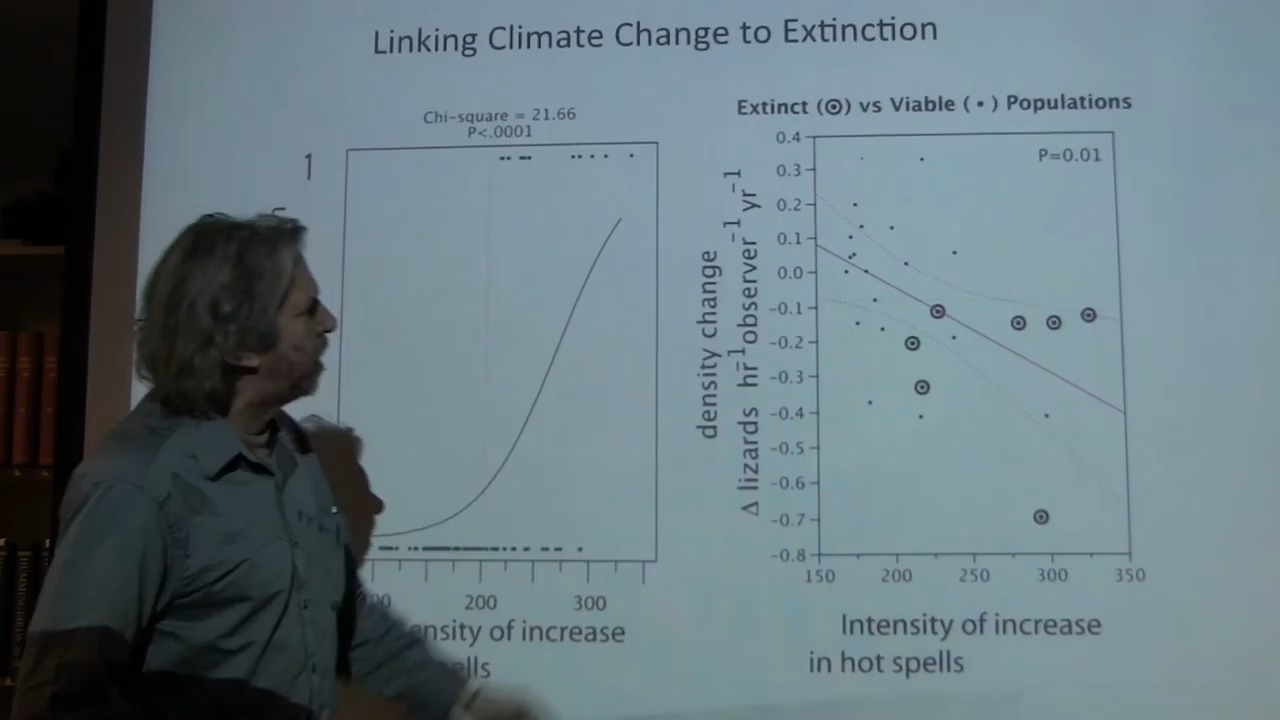 Linking Climate Change to Extinction
Chi-square = 21.66
P<.0001
1
200 300
nsity of increase
ells
Extinct (⊙) vs Viable ( • ) Populations
P=0.01
density change
Δ lizards hr⁻¹observer⁻¹ yr⁻¹
0.4
0.3
0.2
0.1
0.0
-0.1
-0.2
-0.3
-0.4
-0.5
-0.6
-0.7
-0.8
150 200 250 300 350
Intensity of increase
in hot spells